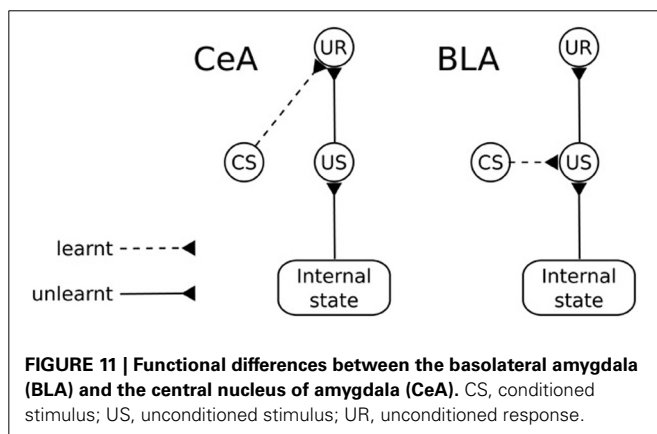 CeA
UR
BLA
UR
CS
US
CS
US
learnt
unlearnt
Internal
state
Internal
state
FIGURE 11 | Functional differences between the basolateral amygdala
(BLA) and the central nucleus of amygdala (CeA). CS, conditioned
stimulus; US, unconditioned stimulus; UR, unconditioned response.